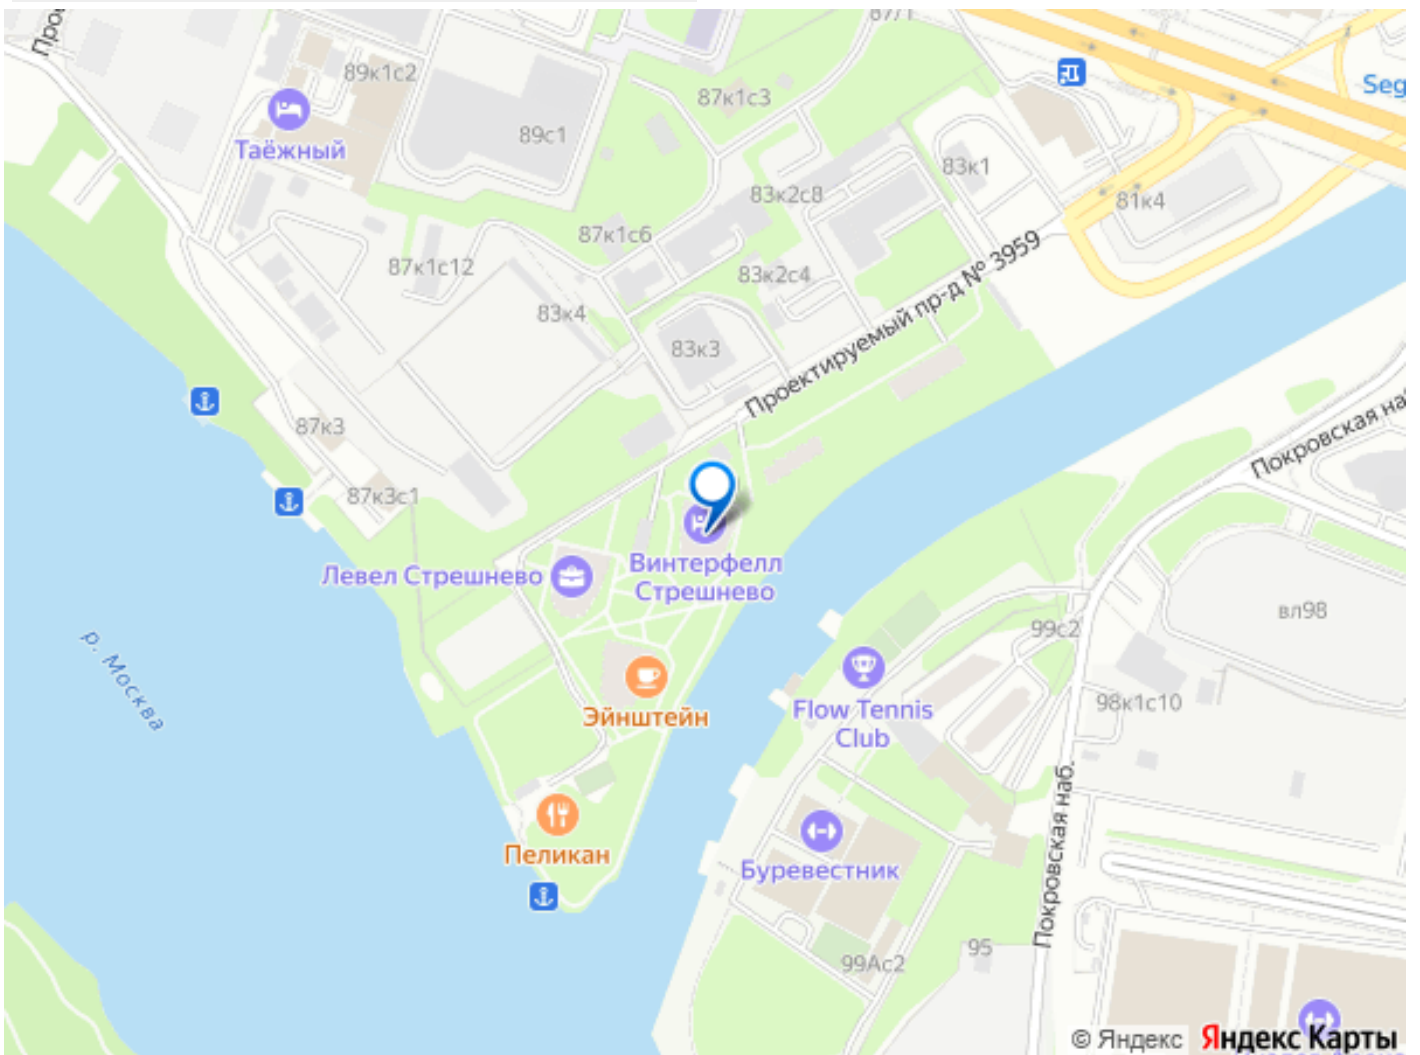 87/1
89к1с2
Таёжный
89с1
87к1с3
Seg
83к1
83к2с8
81к4
87к1с6
87к1с12
83к2с4
83к4
83к3
Проектируемый пр-д № 3959
87к3
87к3с1
Покровская на
Винтерфелл
Стрешнево
Левел Стрешнево
р. Москва
99с2
вл98
Flow Tennis
Club
98к1с10
Эйнштейн
Пеликан
Буревестник
Покровская наб.
99Ас2
95
© Яндекс Яндекс Карты